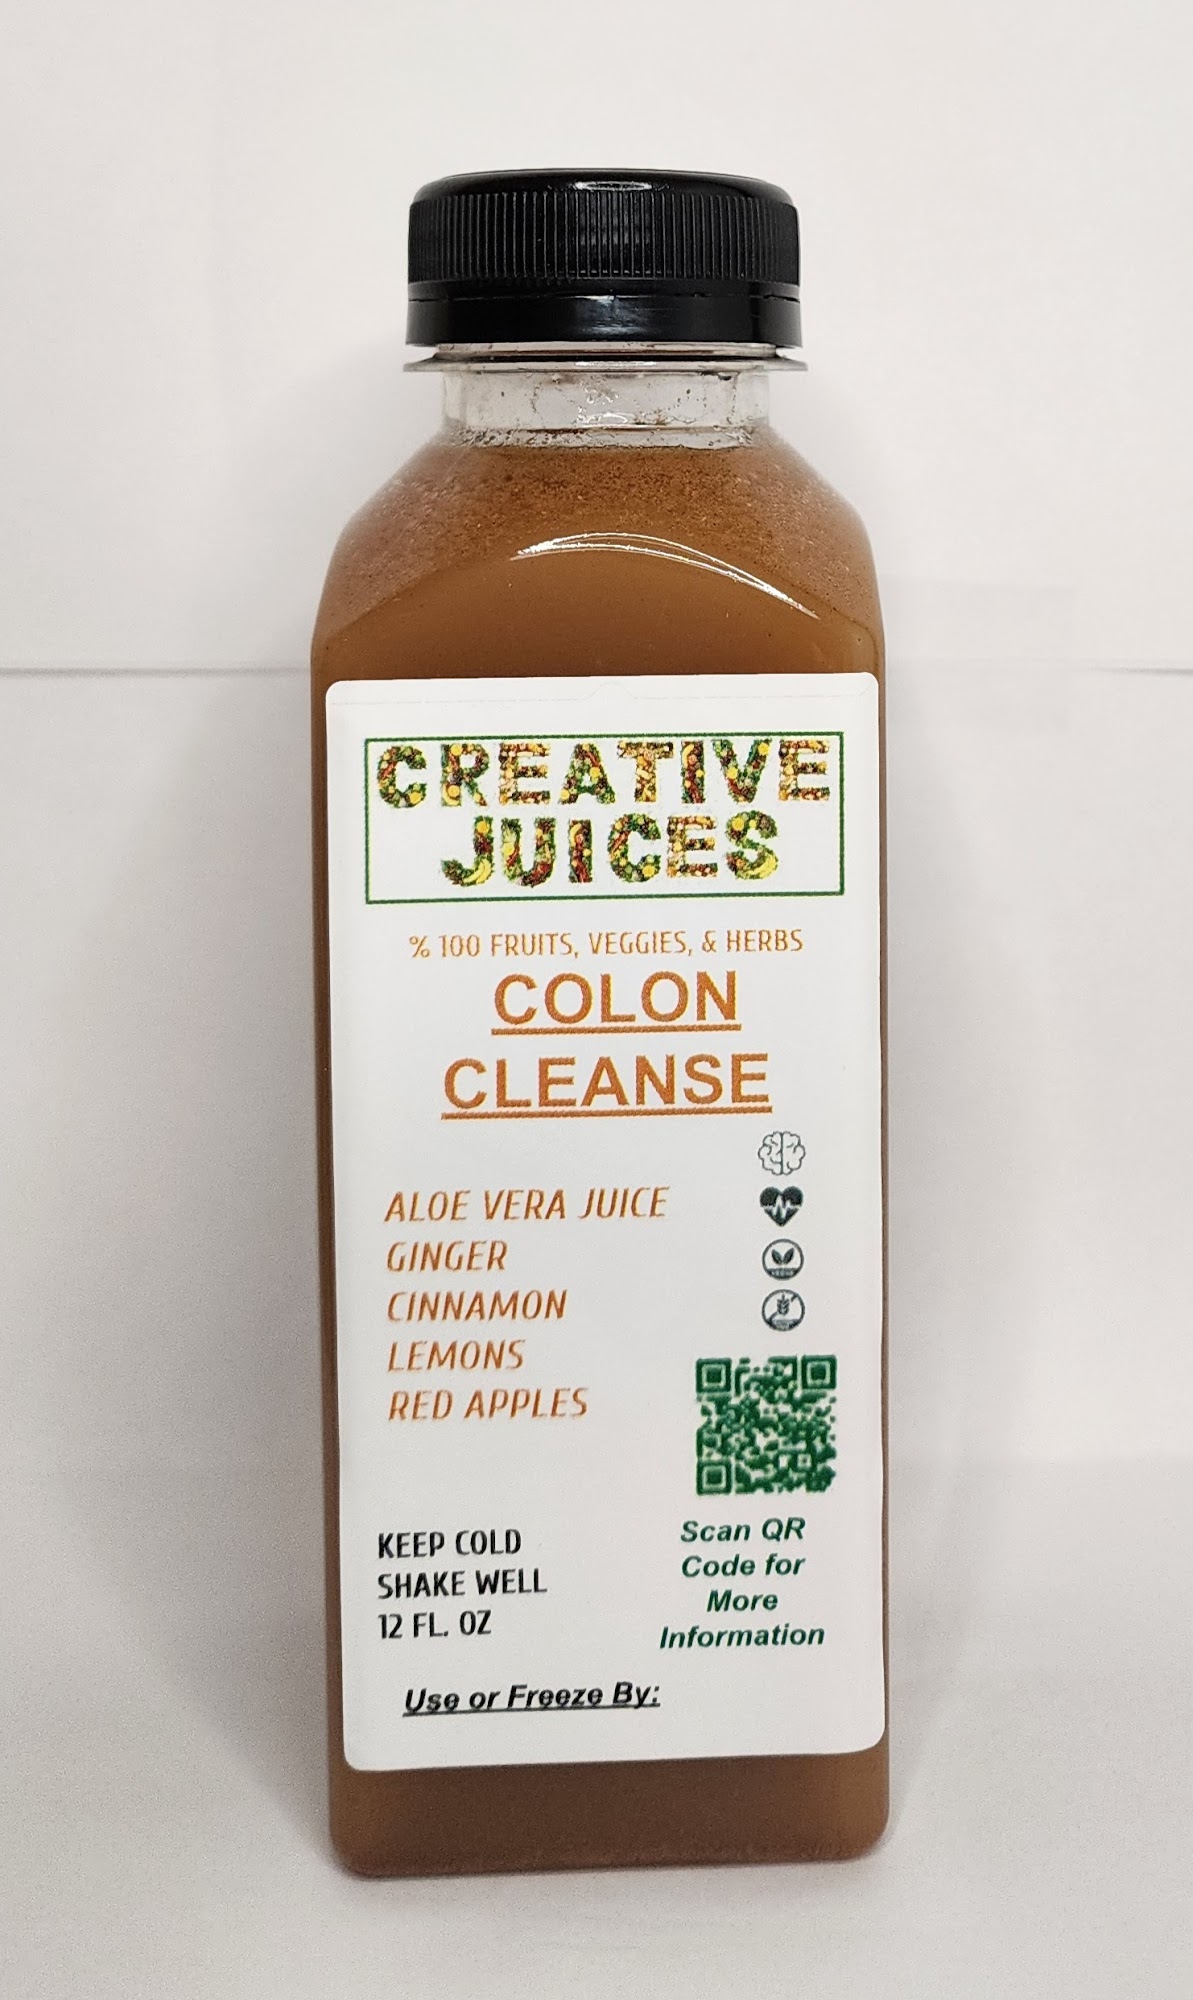 CREATIVE
JUICES
% 100 FRUITS, VEGGIES, & HERBS
COLON
CLEANSE
ALOE VERA JUICE
GINGER
CINNAMON
LEMONS
RED APPLES
KEEP COLD
SHAKE WELL
12 FL. OZ
Scan QR
Code for
More
Information
Use or Freeze By: